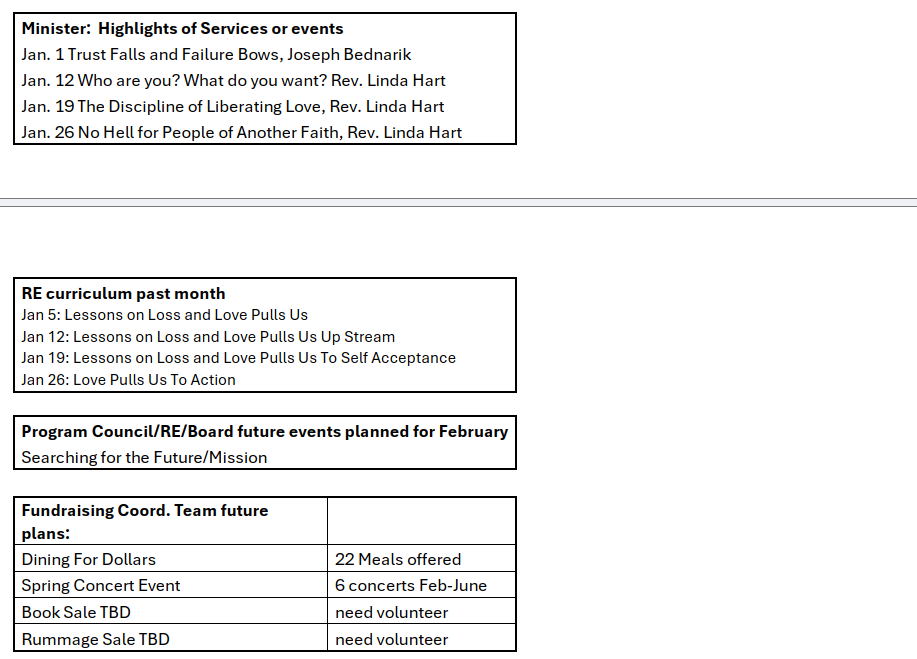 Minister:  Highlights of Services or events
Jan. 1 Trust Falls and Failure Bows, Joseph Bednarik
Jan. 12 Who are you? What do you want? Rev. Linda Hart
Jan. 19 The Discipline of Liberating Love, Rev. Linda Hart
Jan. 26 No Hell for People of Another Faith, Rev. Linda Hart
RE curriculum past month
Jan 5: Lessons on Loss and Love Pulls Us
Jan 12: Lessons on Loss and Love Pulls Us Up Stream
Jan 19: Lessons on Loss and Love Pulls Us To Self Acceptance
Jan 26: Love Pulls Us To Action
Program Council/RE/Board future events planned for February
Searching for the Future/Mission
Fundraising Coord. Team future
plans:
Dining For Dollars 22 Meals offered
Spring Concert Event 6 concerts Feb-June
Book Sale TBD need volunteer
Rummage Sale TBD need volunteer